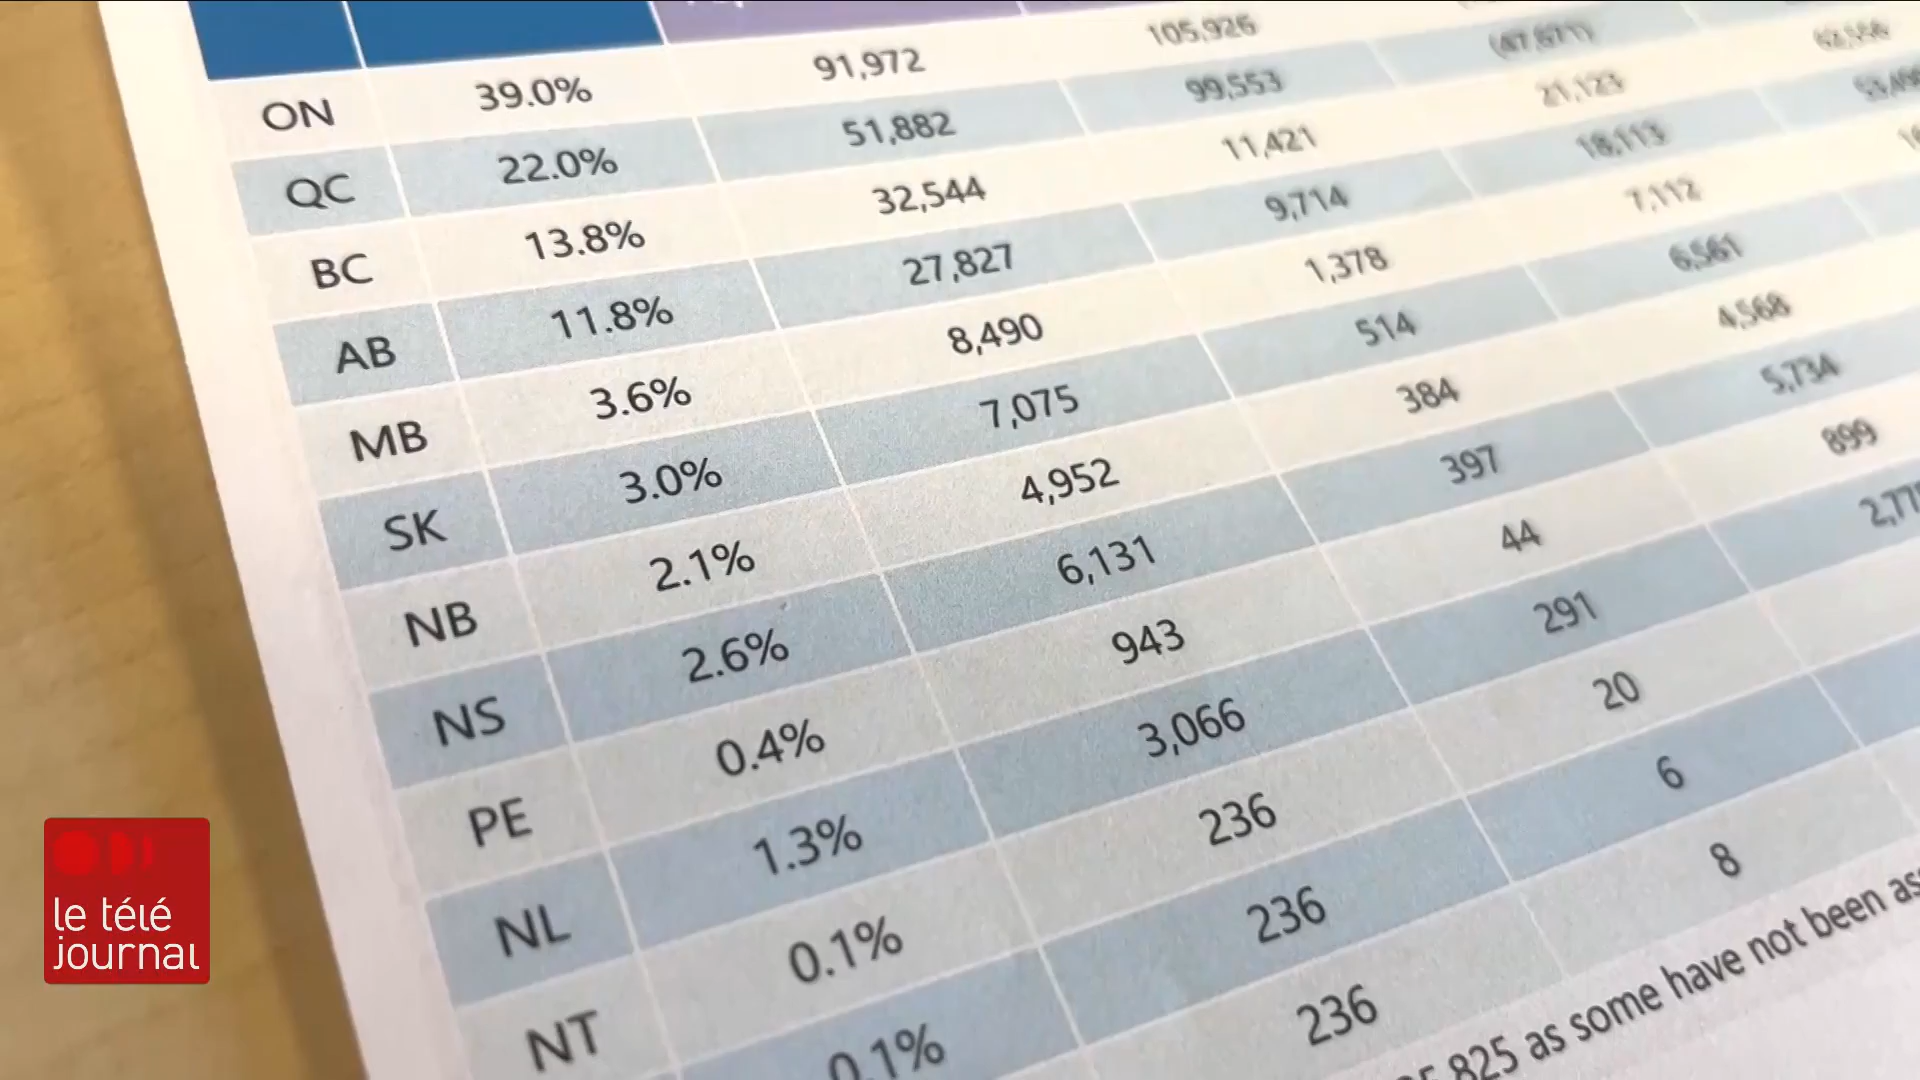 ON 39.0% 91,972 105,926
QC 22.0% 51,882 99,553 (47,671)
BC 13.8% 32,544 11,421 21,123
AB 11.8% 27,827 9,714 18,113
MB 3.6% 8,490 1,378 7,112
SK 3.0% 7,075 514 6,561
NB 2.1% 4,952 384 4,568
NS 2.6% 6,131 397 5,734
PE 0.4% 943 44 899
NL 1.3% 3,066 291
NT 0.1% 236 20
0.1% 236 6
236 8
825 as some have not been
le télé
journal